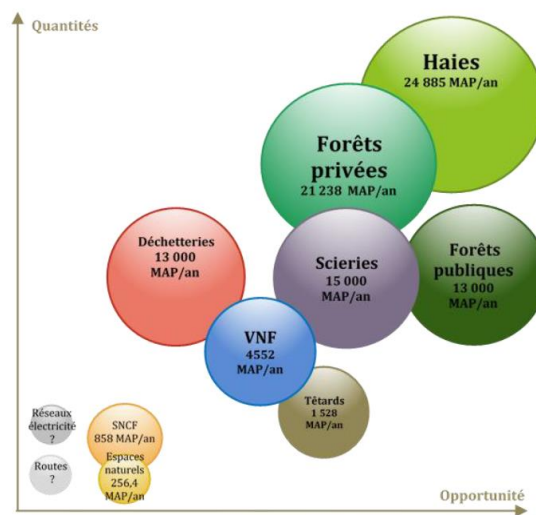 Quantités
Haies
24 885 MAP/an
Forêts
privées
21 238 MAP/an
Déchetteries
13 000
MAP/an
Scieries
15 000
MAP/an
Forêts
publiques
13 000
MAP/an
VNF
4552
MAP/an
Têtards
1 528
MAP/an
Réseaux
électricité
?
SNCF
858 MAP/an
Routes
?
Espaces
naturels
256,4
MAP/an
Opportunité